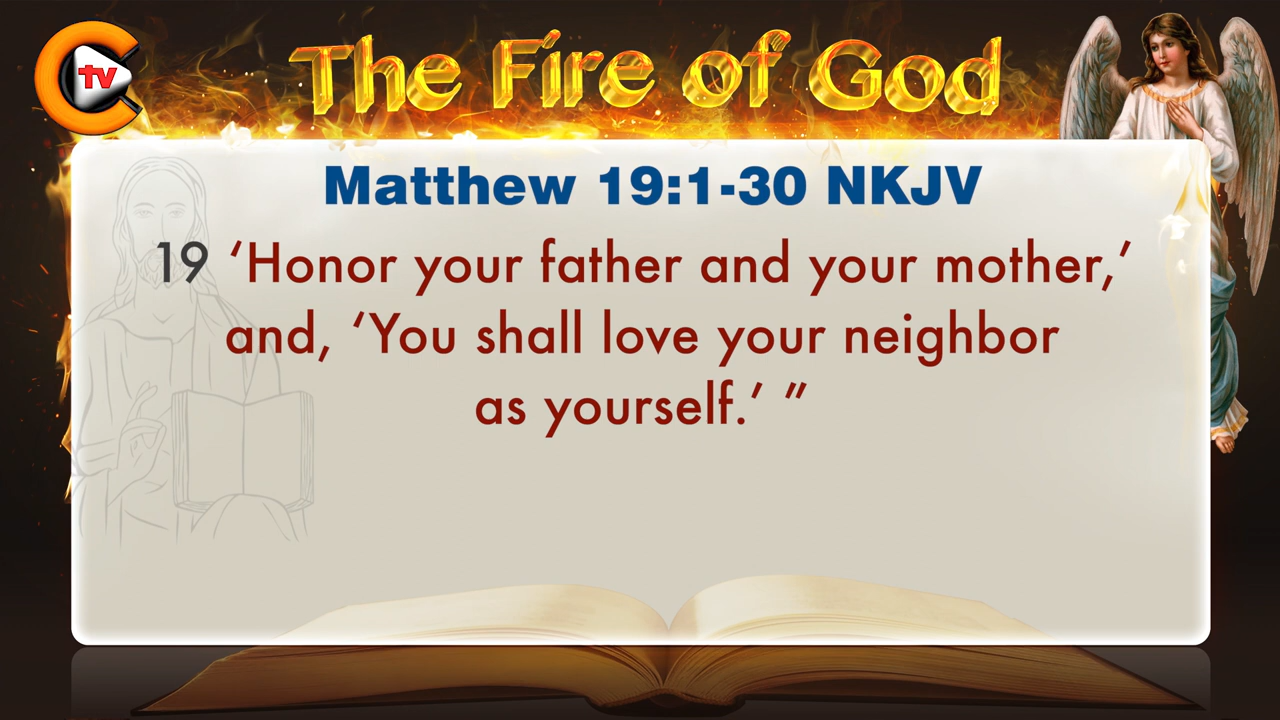 tv
The Fire of God
Matthew 19:1-30 NKJV
19 ‘Honor your father and your mother,’
and, ‘You shall love your neighbor
as yourself.’ ”